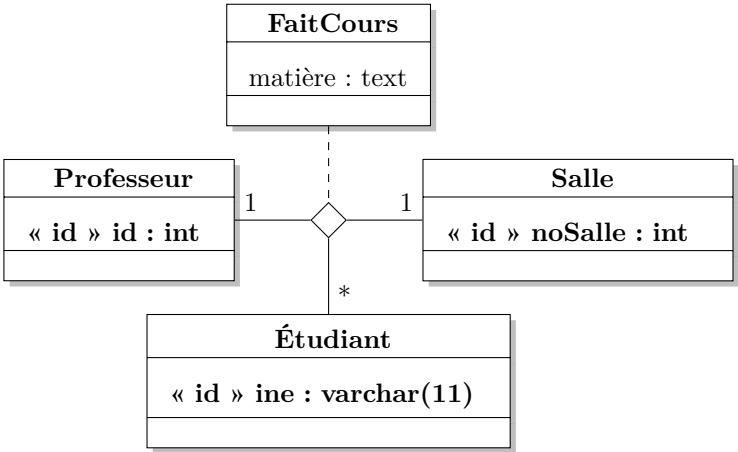 FaitCours
matière : text
Professeur
« id » id : int
1
1
Salle
« id » noSalle : int
*
Étudiant
« id » ine : varchar(11)